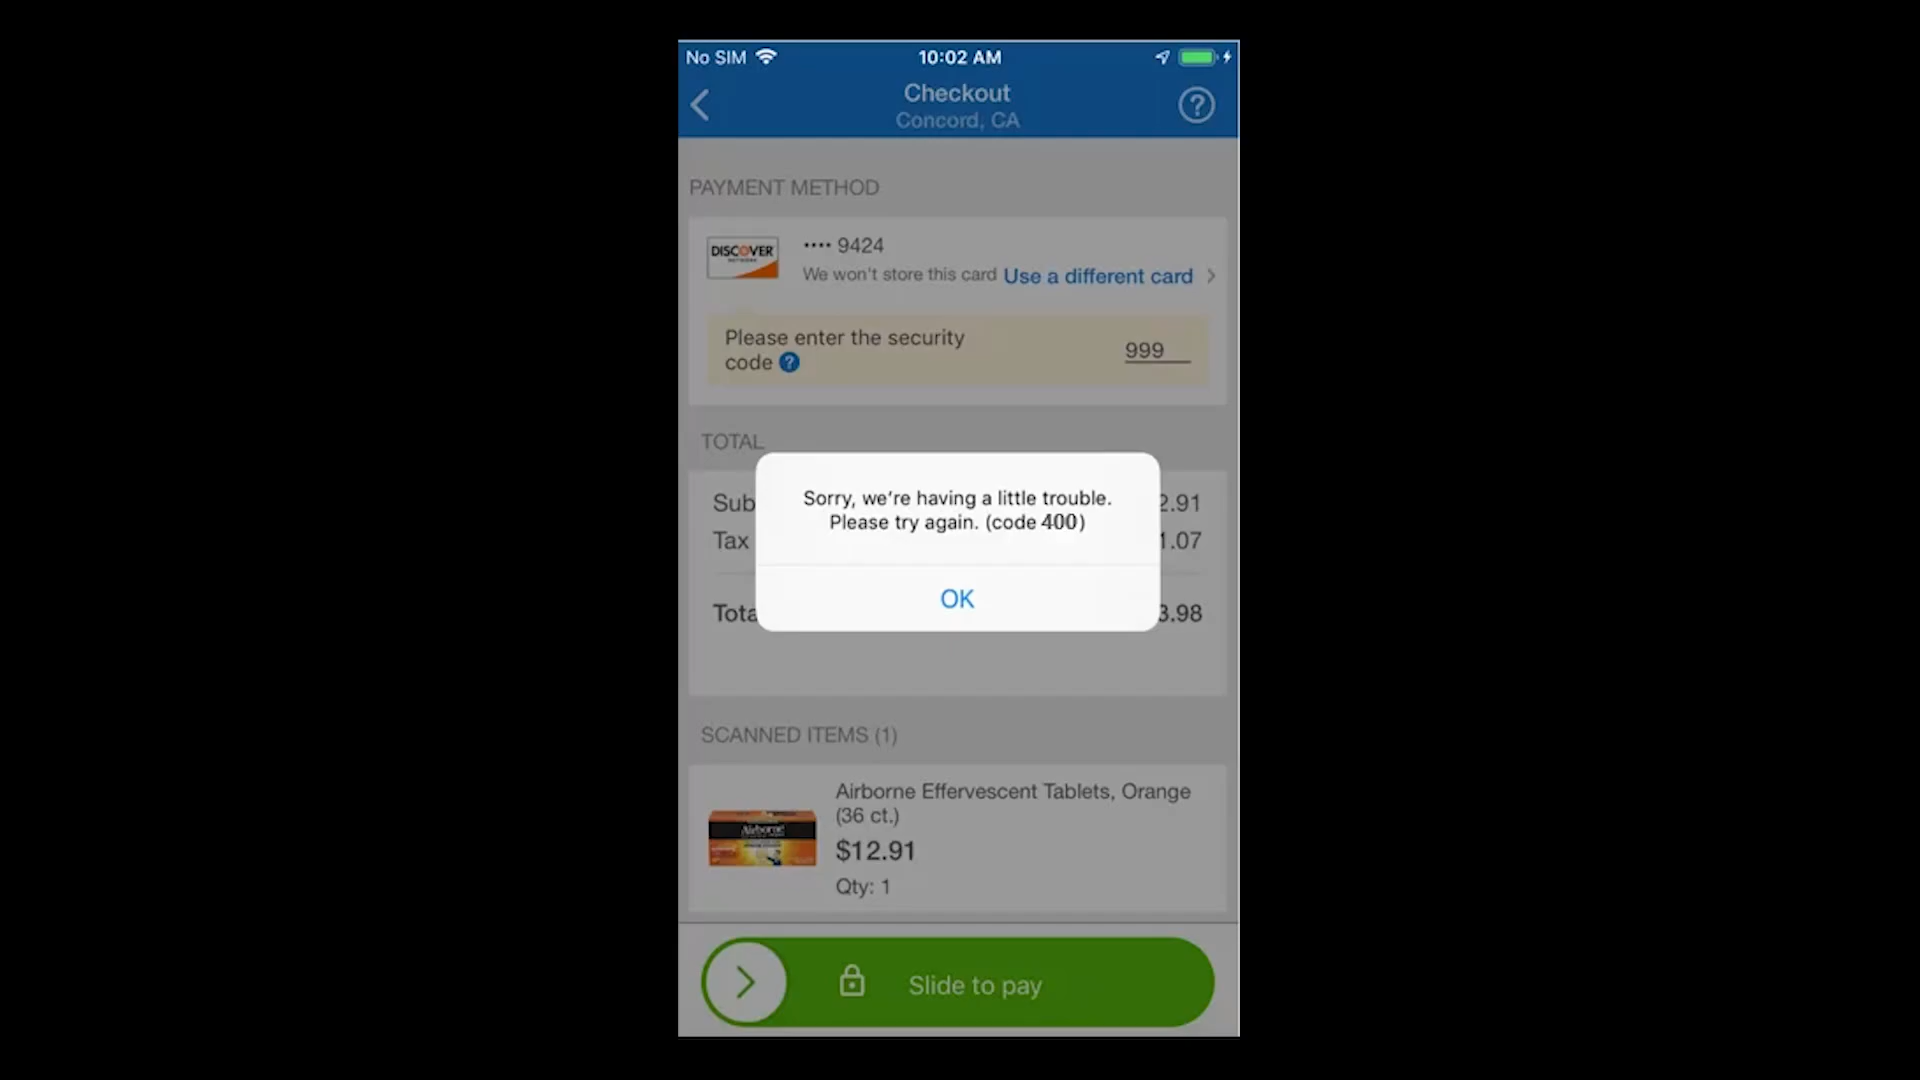 No SIM
10:02 AM
Checkout
Concord, CA
PAYMENT METHOD
DISCOVER
•••• 9424
We won't store this card Use a different card
Please enter the security
code ?
999
TOTAL
Sub
2.91
Sorry, we're having a little trouble.
Please try again. (code 400)
Tax
1.07
OK
Tota
3.98
SCANNED ITEMS (1)
Airborne Effervescent Tablets, Orange
(36 ct.)
Airborne
$12.91
Qty: 1
Slide to pay